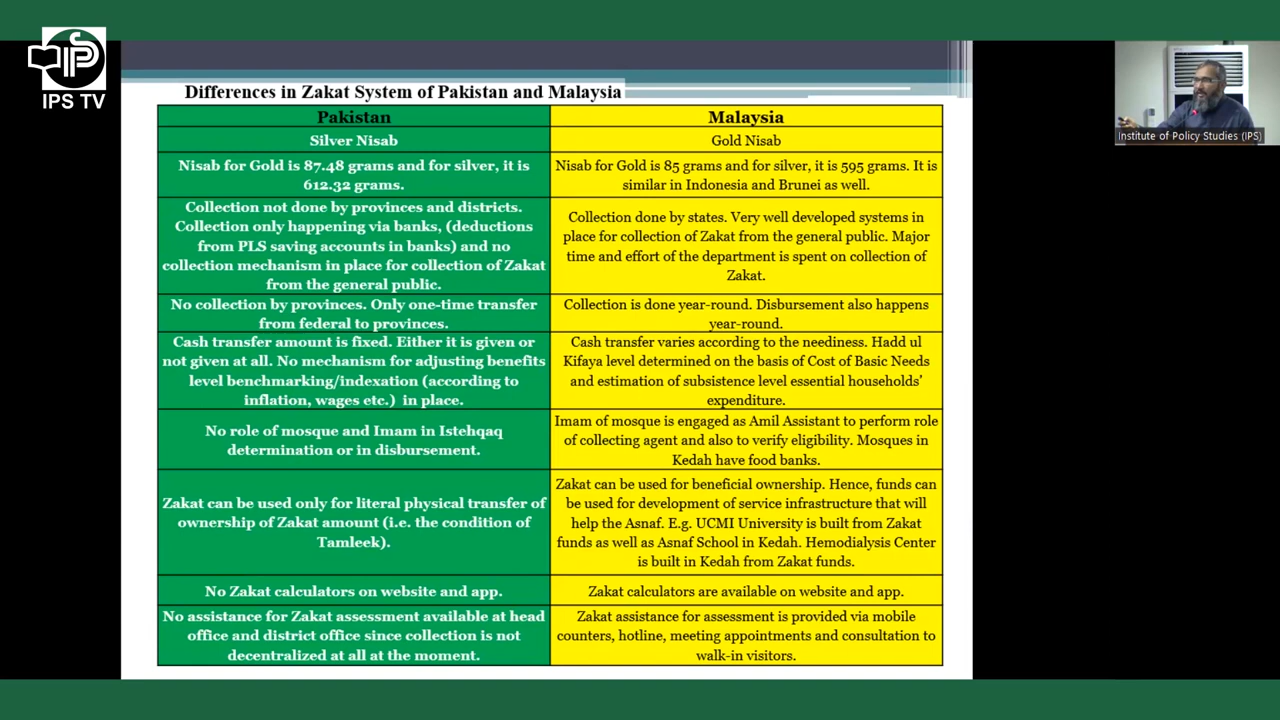 IPS TV
Differences in Zakat System of Pakistan and Malaysia
Pakistan
Malaysia
Silver Nisab
Gold Nisab
Nisab for Gold is 87.48 grams and for silver, it is
612.32 grams.
Nisab for Gold is 85 grams and for silver, it is 595 grams. It is
similar in Indonesia and Brunei as well.
Collection not done by provinces and districts.
Collection only happening via banks, (deductions
from PLS saving accounts in banks) and no
collection mechanism in place for collection of Zakat
from the general public.
Collection done by states. Very well developed systems in
place for collection of Zakat from the general public. Major
time and effort of the department is spent on collection of
Zakat.
No collection by provinces. Only one-time transfer
from federal to provinces.
Collection is done year-round. Disbursement also happens
year-round.
Cash transfer amount is fixed. Either it is given or
not given at all. No mechanism for adjusting benefits
level benchmarking/indexation (according to
inflation, wages etc.) in place.
Cash transfer varies according to the neediness. Hadd ul
Kifaya level determined on the basis of Cost of Basic Needs
and estimation of subsistence level essential households'
expenditure.
No role of mosque and Imam in Istehqaq
determination or in disbursement.
Imam of mosque is engaged as Amil Assistant to perform role
of collecting agent and also to verify eligibility. Mosques in
Kedah have food banks.
Zakat can be used only for literal physical transfer of
ownership of Zakat amount (i.e. the condition of
Tamleek).
Zakat can be used for beneficial ownership. Hence, funds can
be used for development of service infrastructure that will
help the Asnaf. E.g. UCMI University is built from Zakat
funds as well as Asnaf School in Kedah. Hemodialysis Center
is built in Kedah from Zakat funds.
No Zakat calculators on website and app.
Zakat calculators are available on website and app.
No assistance for Zakat assessment available at head
office and district office since collection is not
decentralized at all at the moment.
Zakat assistance for assessment is provided via mobile
counters, hotline, meeting appointments and consultation to
walk-in visitors.
Institute of Policy Studies (IPS)